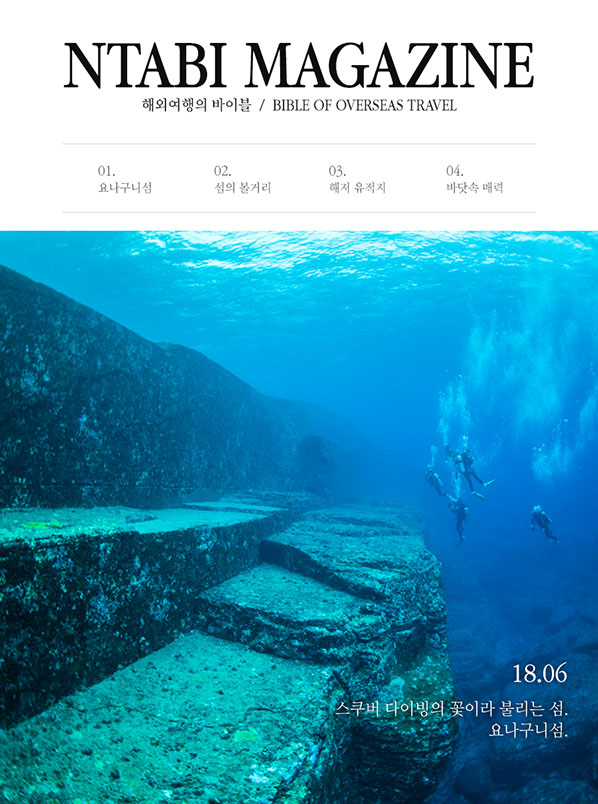 NTABI MAGAZINE
해외여행의 바이블 / BIBLE OF OVERSEAS TRAVEL
01.
요나구니섬
02.
섬의 볼거리
03.
해저 유적지
04.
바닷속 매력
18.06
스쿠버 다이빙의 꽃이라 불리는 섬.
요나구니섬.